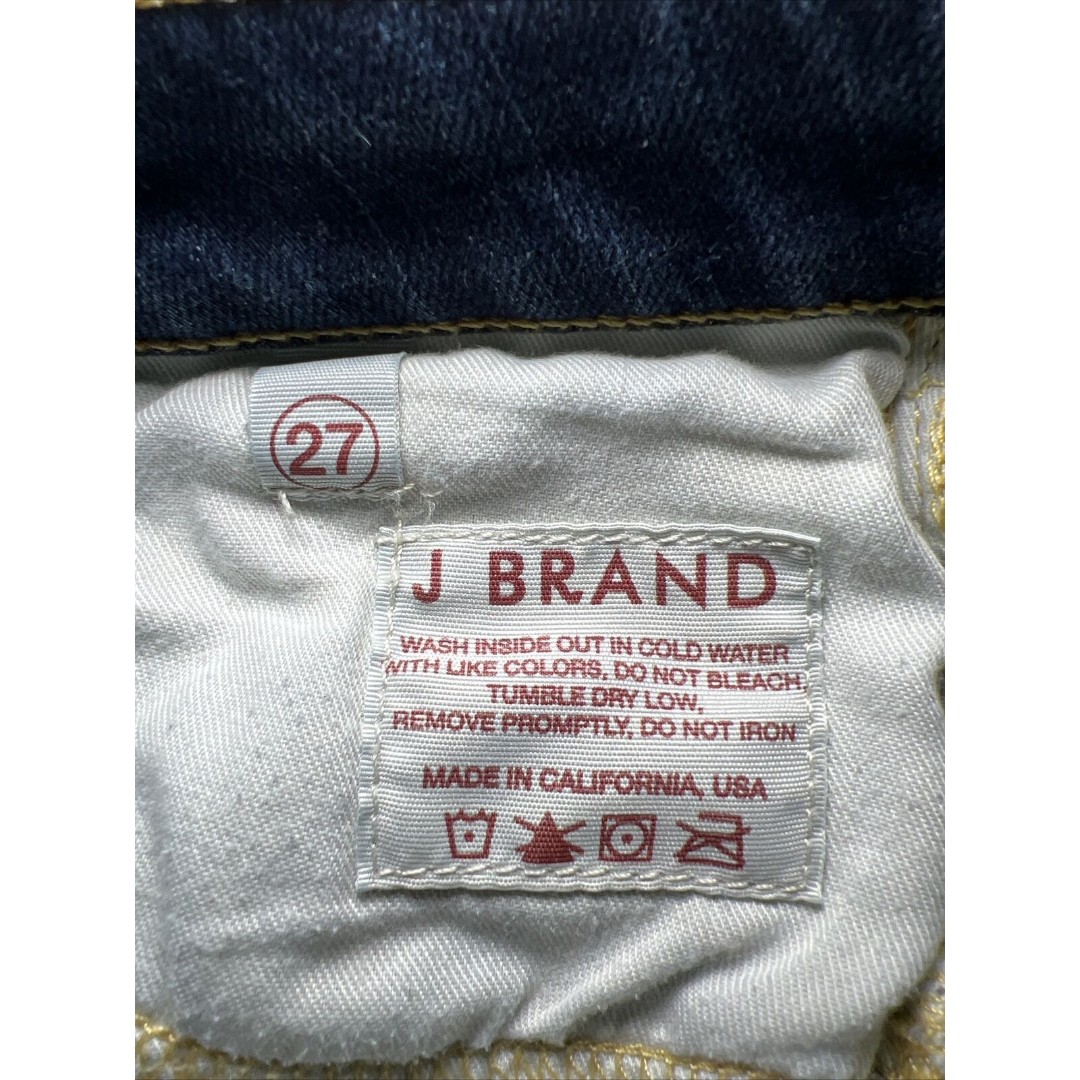 27
J BRAND
WASH INSIDE OUT IN COLD WATER
WITH LIKE COLORS, DO NOT BLEACH
TUMBLE DRY LOW,
REMOVE PROMPTLY, DO NOT IRON
MADE IN CALIFORNIA, USA